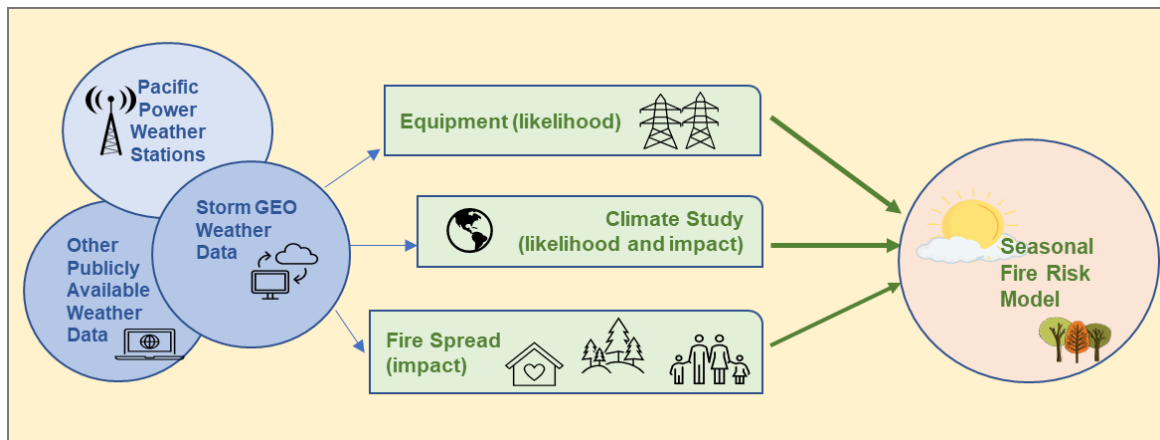 Pacific
Power
Weather
Stations
Storm GEO
Weather
Data
Other
Publicly
Available
Weather
Data
Equipment (likelihood)
Climate Study
(likelihood and impact)
Fire Spread
(impact)
Seasonal
Fire Risk
Model